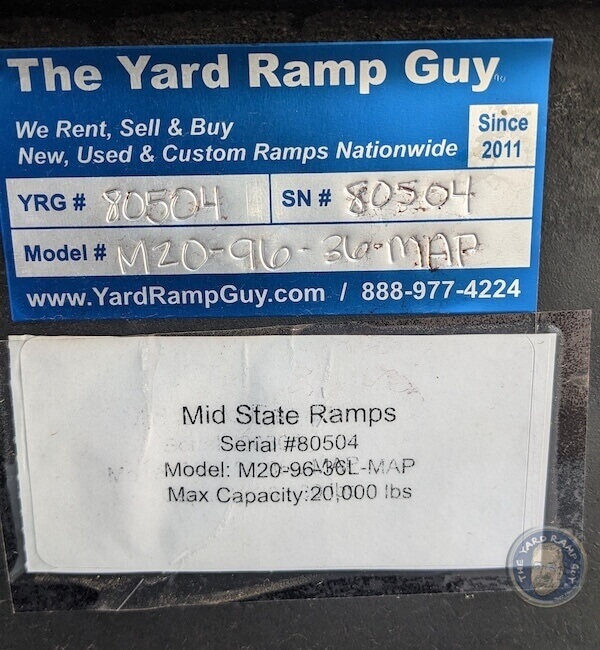 The Yard Ramp Guy
We Rent, Sell & Buy
New, Used & Custom Ramps Nationwide
Since
2011
YRG # 80504
SN # 80504
Model # M20-96-36-MAP
www.YardRampGuy.com / 888-977-4224
Mid State Ramps
Serial #80504
Model: M20-96-36L-MAP
Max Capacity:20,000 lbs
THE YARD RAMP GUY